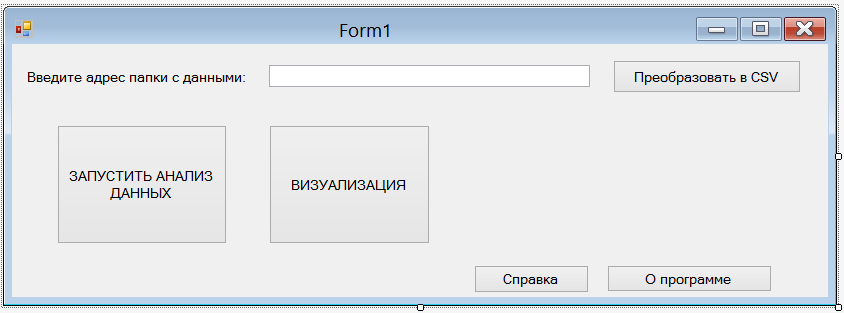 Form1
Введите адрес папки с данными:
Преобразовать в CSV
ЗАПУСТИТЬ АНАЛИЗ
ДАННЫХ
ВИЗУАЛИЗАЦИЯ
Справка
О программе